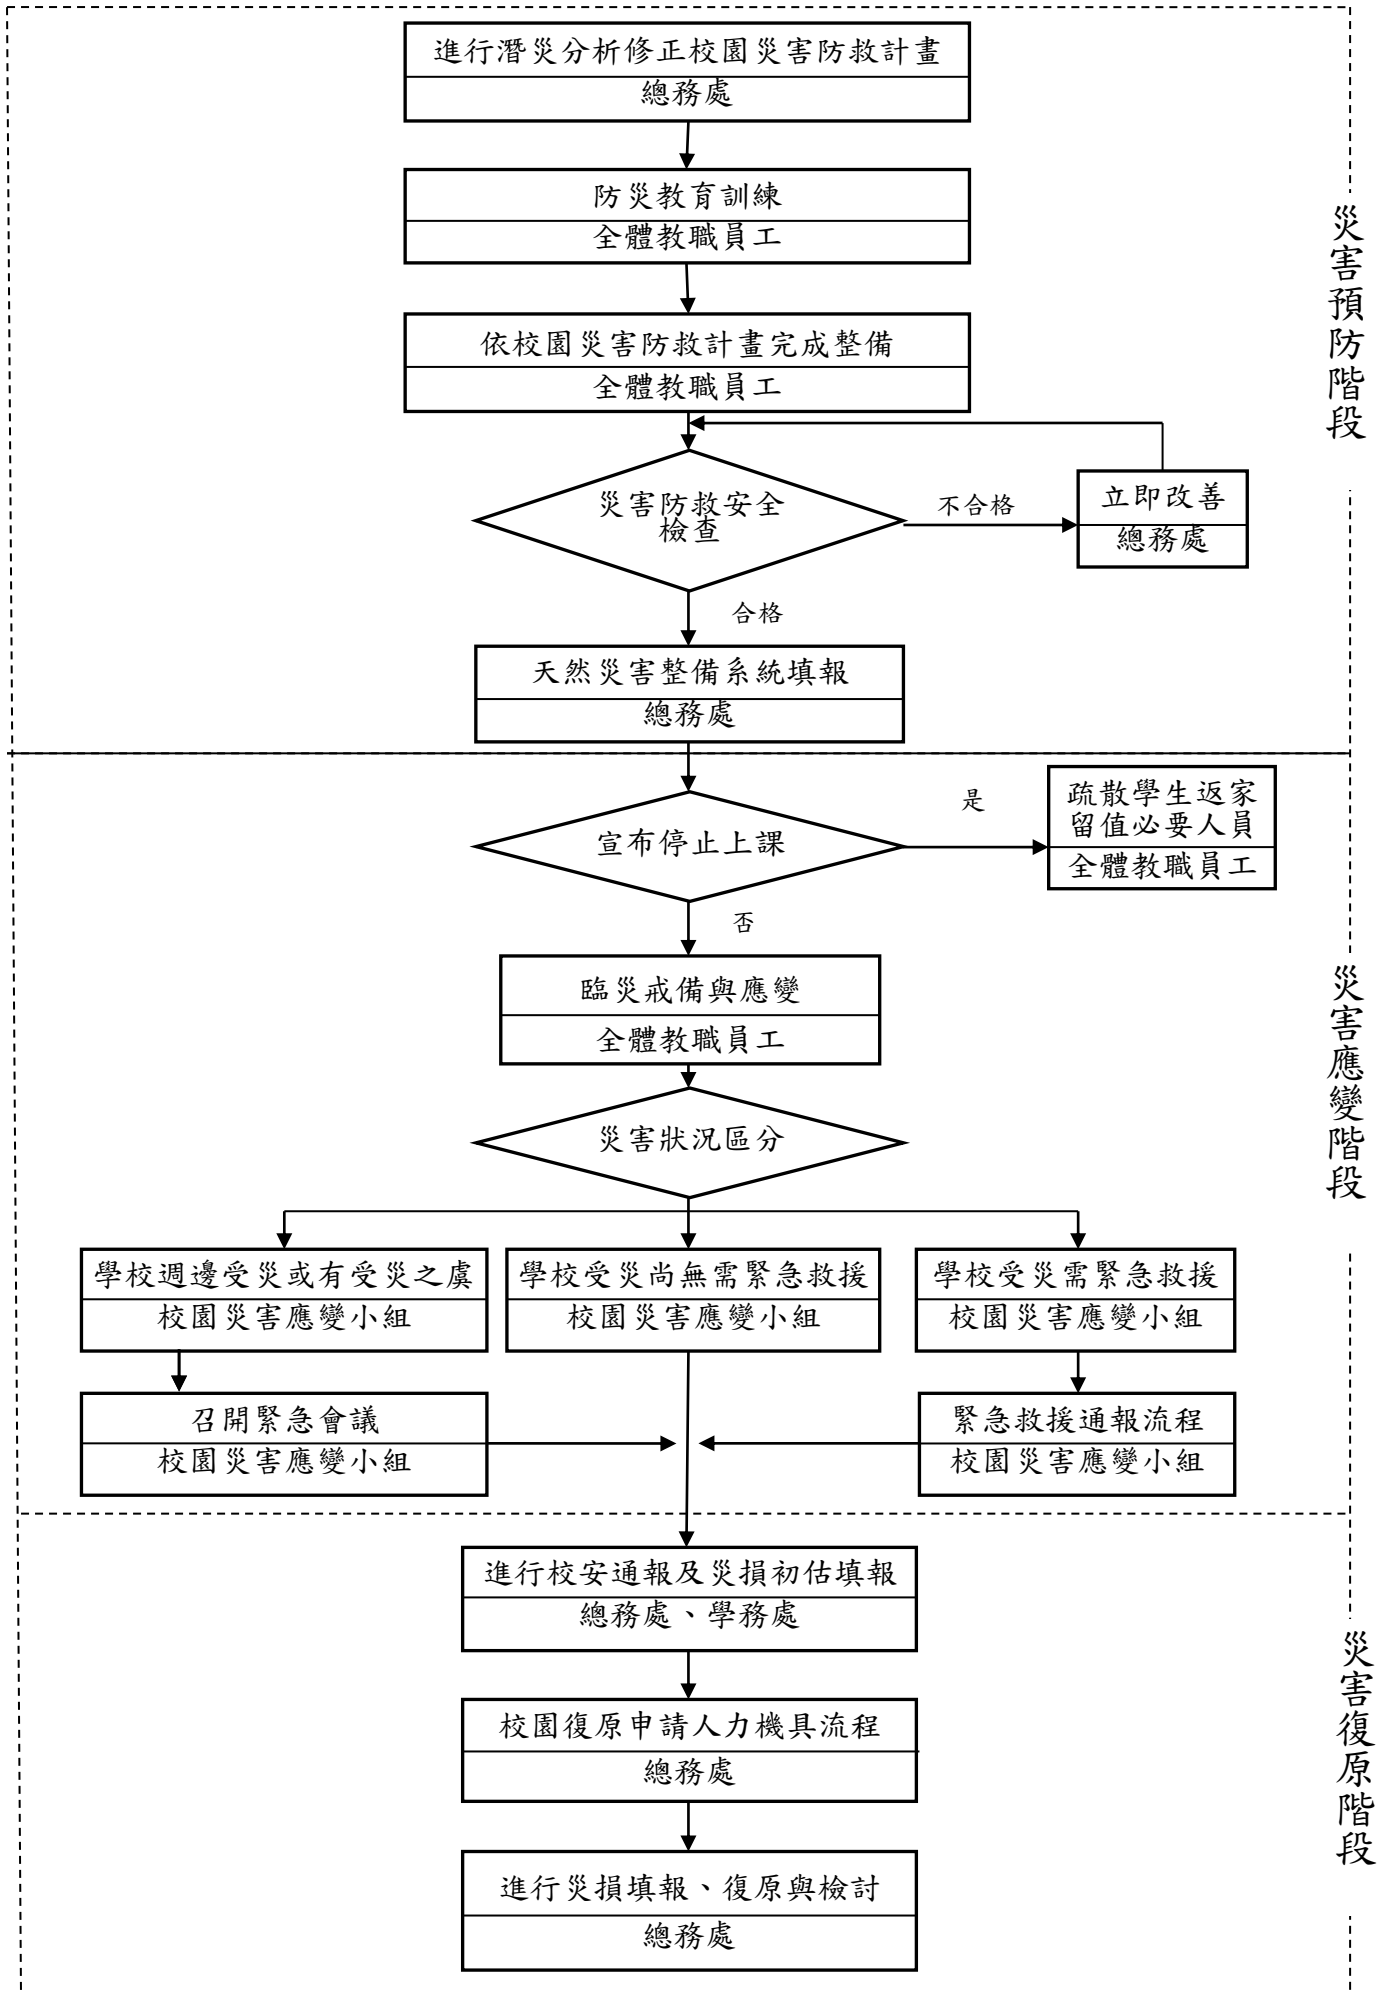 進行潛災分析修正校園災害防救計畫
總務處
防災教育訓練
全體教職員工
災害預防階段
依校園災害防救計畫完成整備
全體教職員工
災害防救安全
檢查
不合格
立即改善
總務處
合格
天然災害整備系統填報
總務處
宣布停止上課
是
疏散學生返家
留值必要人員
全體教職員工
否
臨災戒備與應變
全體教職員工
災害應變階段
災害狀況區分
學校週邊受災或有受災之虞
校園災害應變小組
學校受災尚無需緊急救援
校園災害應變小組
學校受災需緊急救援
校園災害應變小組
召開緊急會議
校園災害應變小組
緊急救援通報流程
校園災害應變小組
進行校安通報及災損初估填報
總務處、學務處
災害復原階段
校園復原申請人力機具流程
總務處
進行災損填報、復原與檢討
總務處